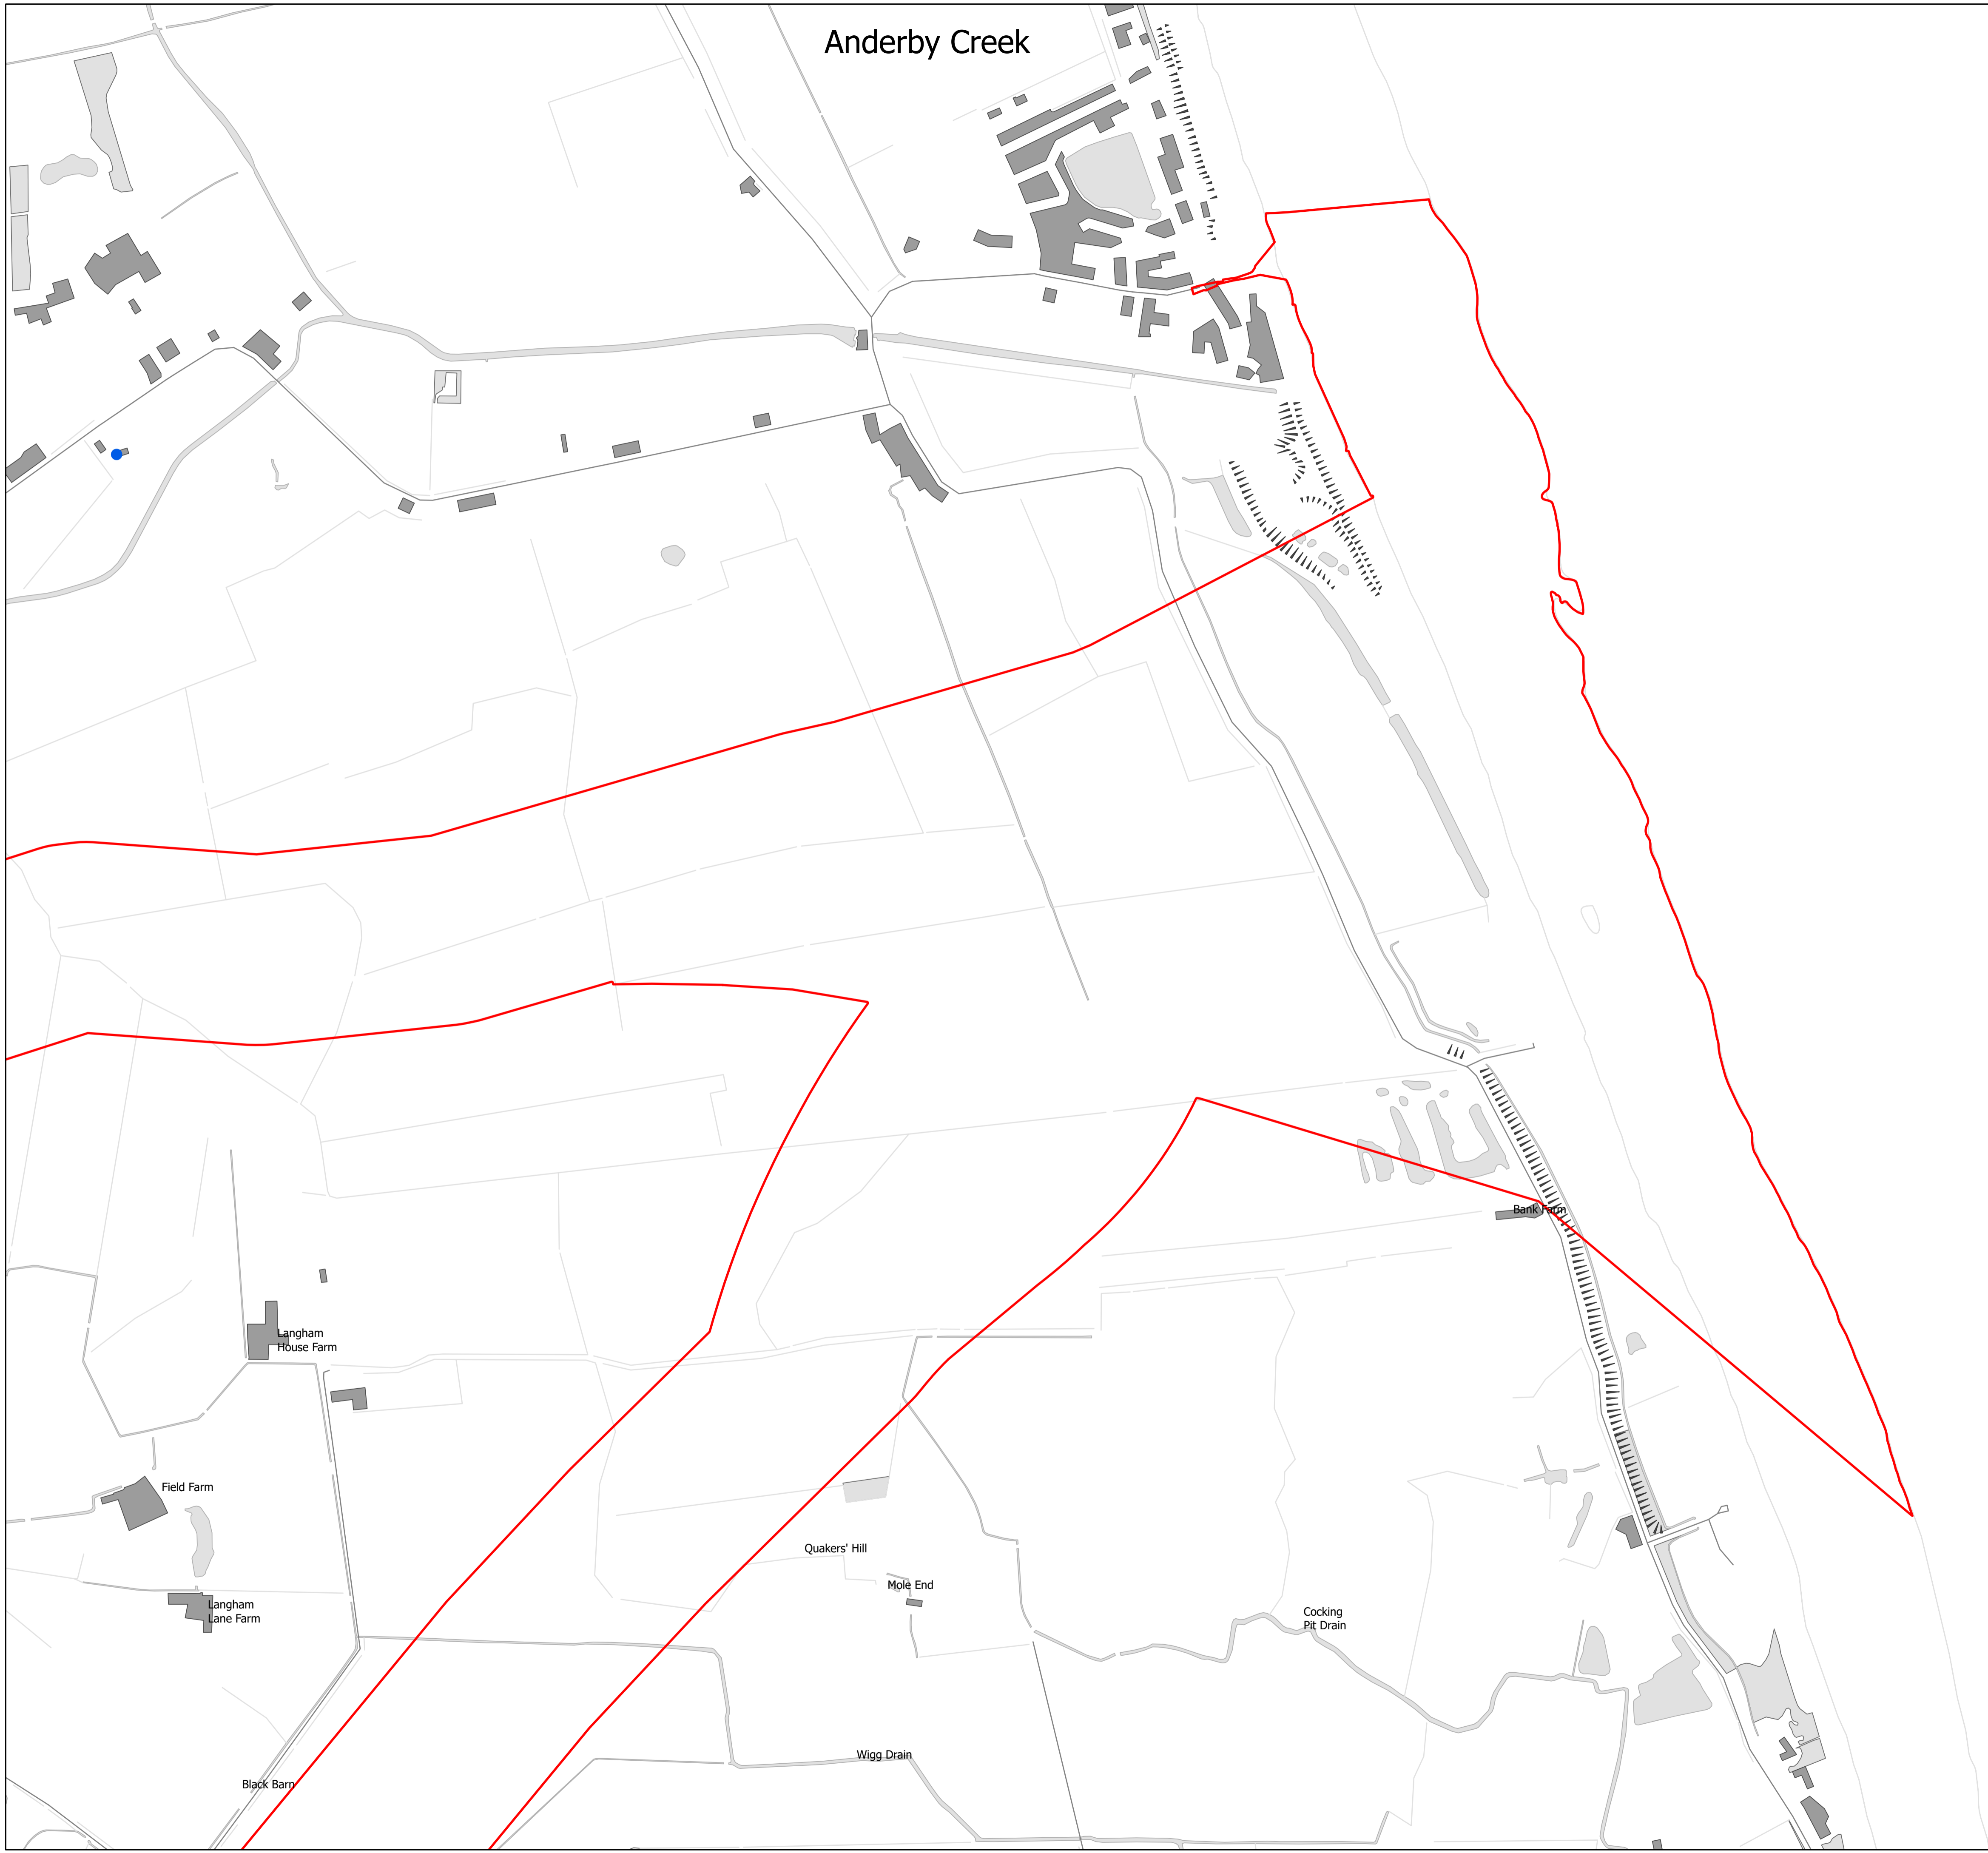 Anderby Creek
Bank Farm
Langham
House Farm
Field Farm
Quakers' Hill
Mole End
Langham
Lane Farm
Cocking
Pit Drain
Wigg Drain
Black Barn